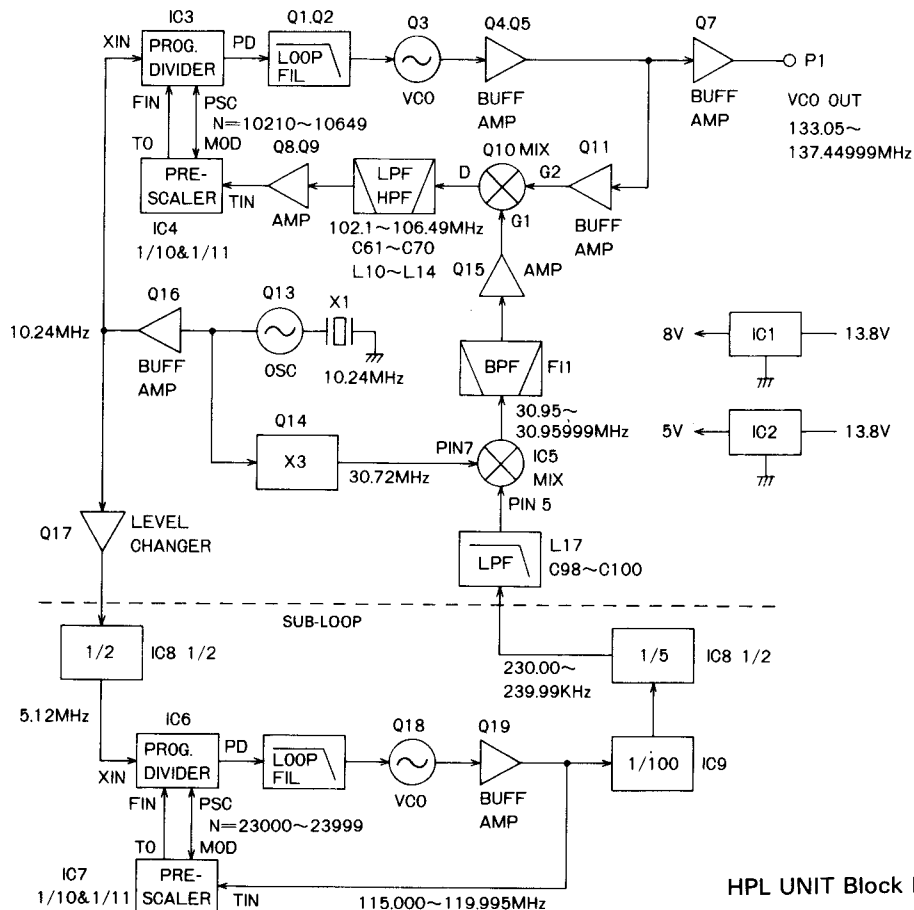 IC3
Q1.Q2
Q3
Q4.Q5
Q7
XIN
PROG.
DIVIDER
PD
LOOP
FIL
VCO
BUFF
AMP
BUFF
AMP
P1
VCO OUT
133.05～
137.44999MHz
FIN
PSC
N=10210～10649
TO
MOD
PRE-
SCALER
TIN
IC4
1/10&1/11
Q8.Q9
AMP
LPF
HPF
102.1～106.49MHz
C61～C70
L10～L14
D
Q10 MIX
G2
G1
Q11
BUFF
AMP
Q15
AMP
Q16
Q13
X1
10.24MHz
BUFF
AMP
OSC
10.24MHz
BPF
FI1
8V
IC1
13.8V
5V
IC2
13.8V
30.95～
30.95999MHz
Q14
X3
30.72MHz
PIN7
IC5
MIX
PIN 5
Q17
LEVEL
CHANGER
LPF
L17
C98～C100
SUB-LOOP
1/2
IC8 1/2
230.00～
239.99KHz
1/5
IC8 1/2
5.12MHz
IC6
Q18
Q19
XIN
PROG.
DIVIDER
PD
LOOP
FIL
VCO
BUFF
AMP
1/100
IC9
FIN
PSC
N=23000～23999
TO
MOD
IC7
1/10&1/11
PRE-
SCALER
TIN
115.000～119.995MHz
HPL UNIT Block